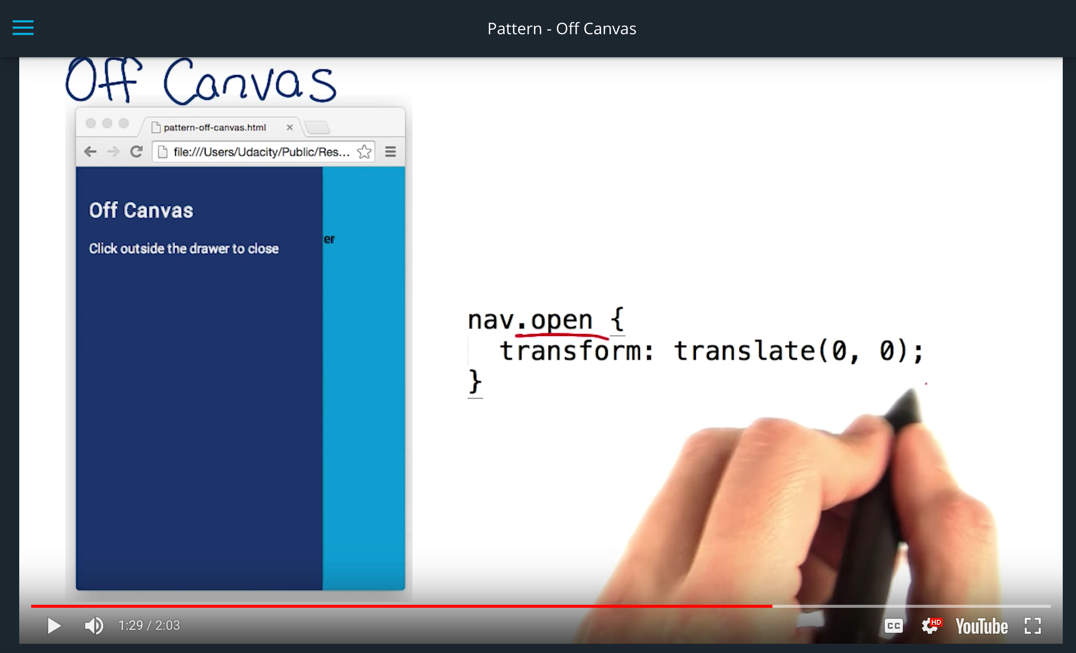 Pattern - Off Canvas
Off Canvas
pattern-off-canvas.html
file:///Users/Udacity/Public/Res...
Off Canvas
Click outside the drawer to close
er
nav.open {
transform: translate(0, 0);
}
1:29 / 2:03
CC
HD
YouTube